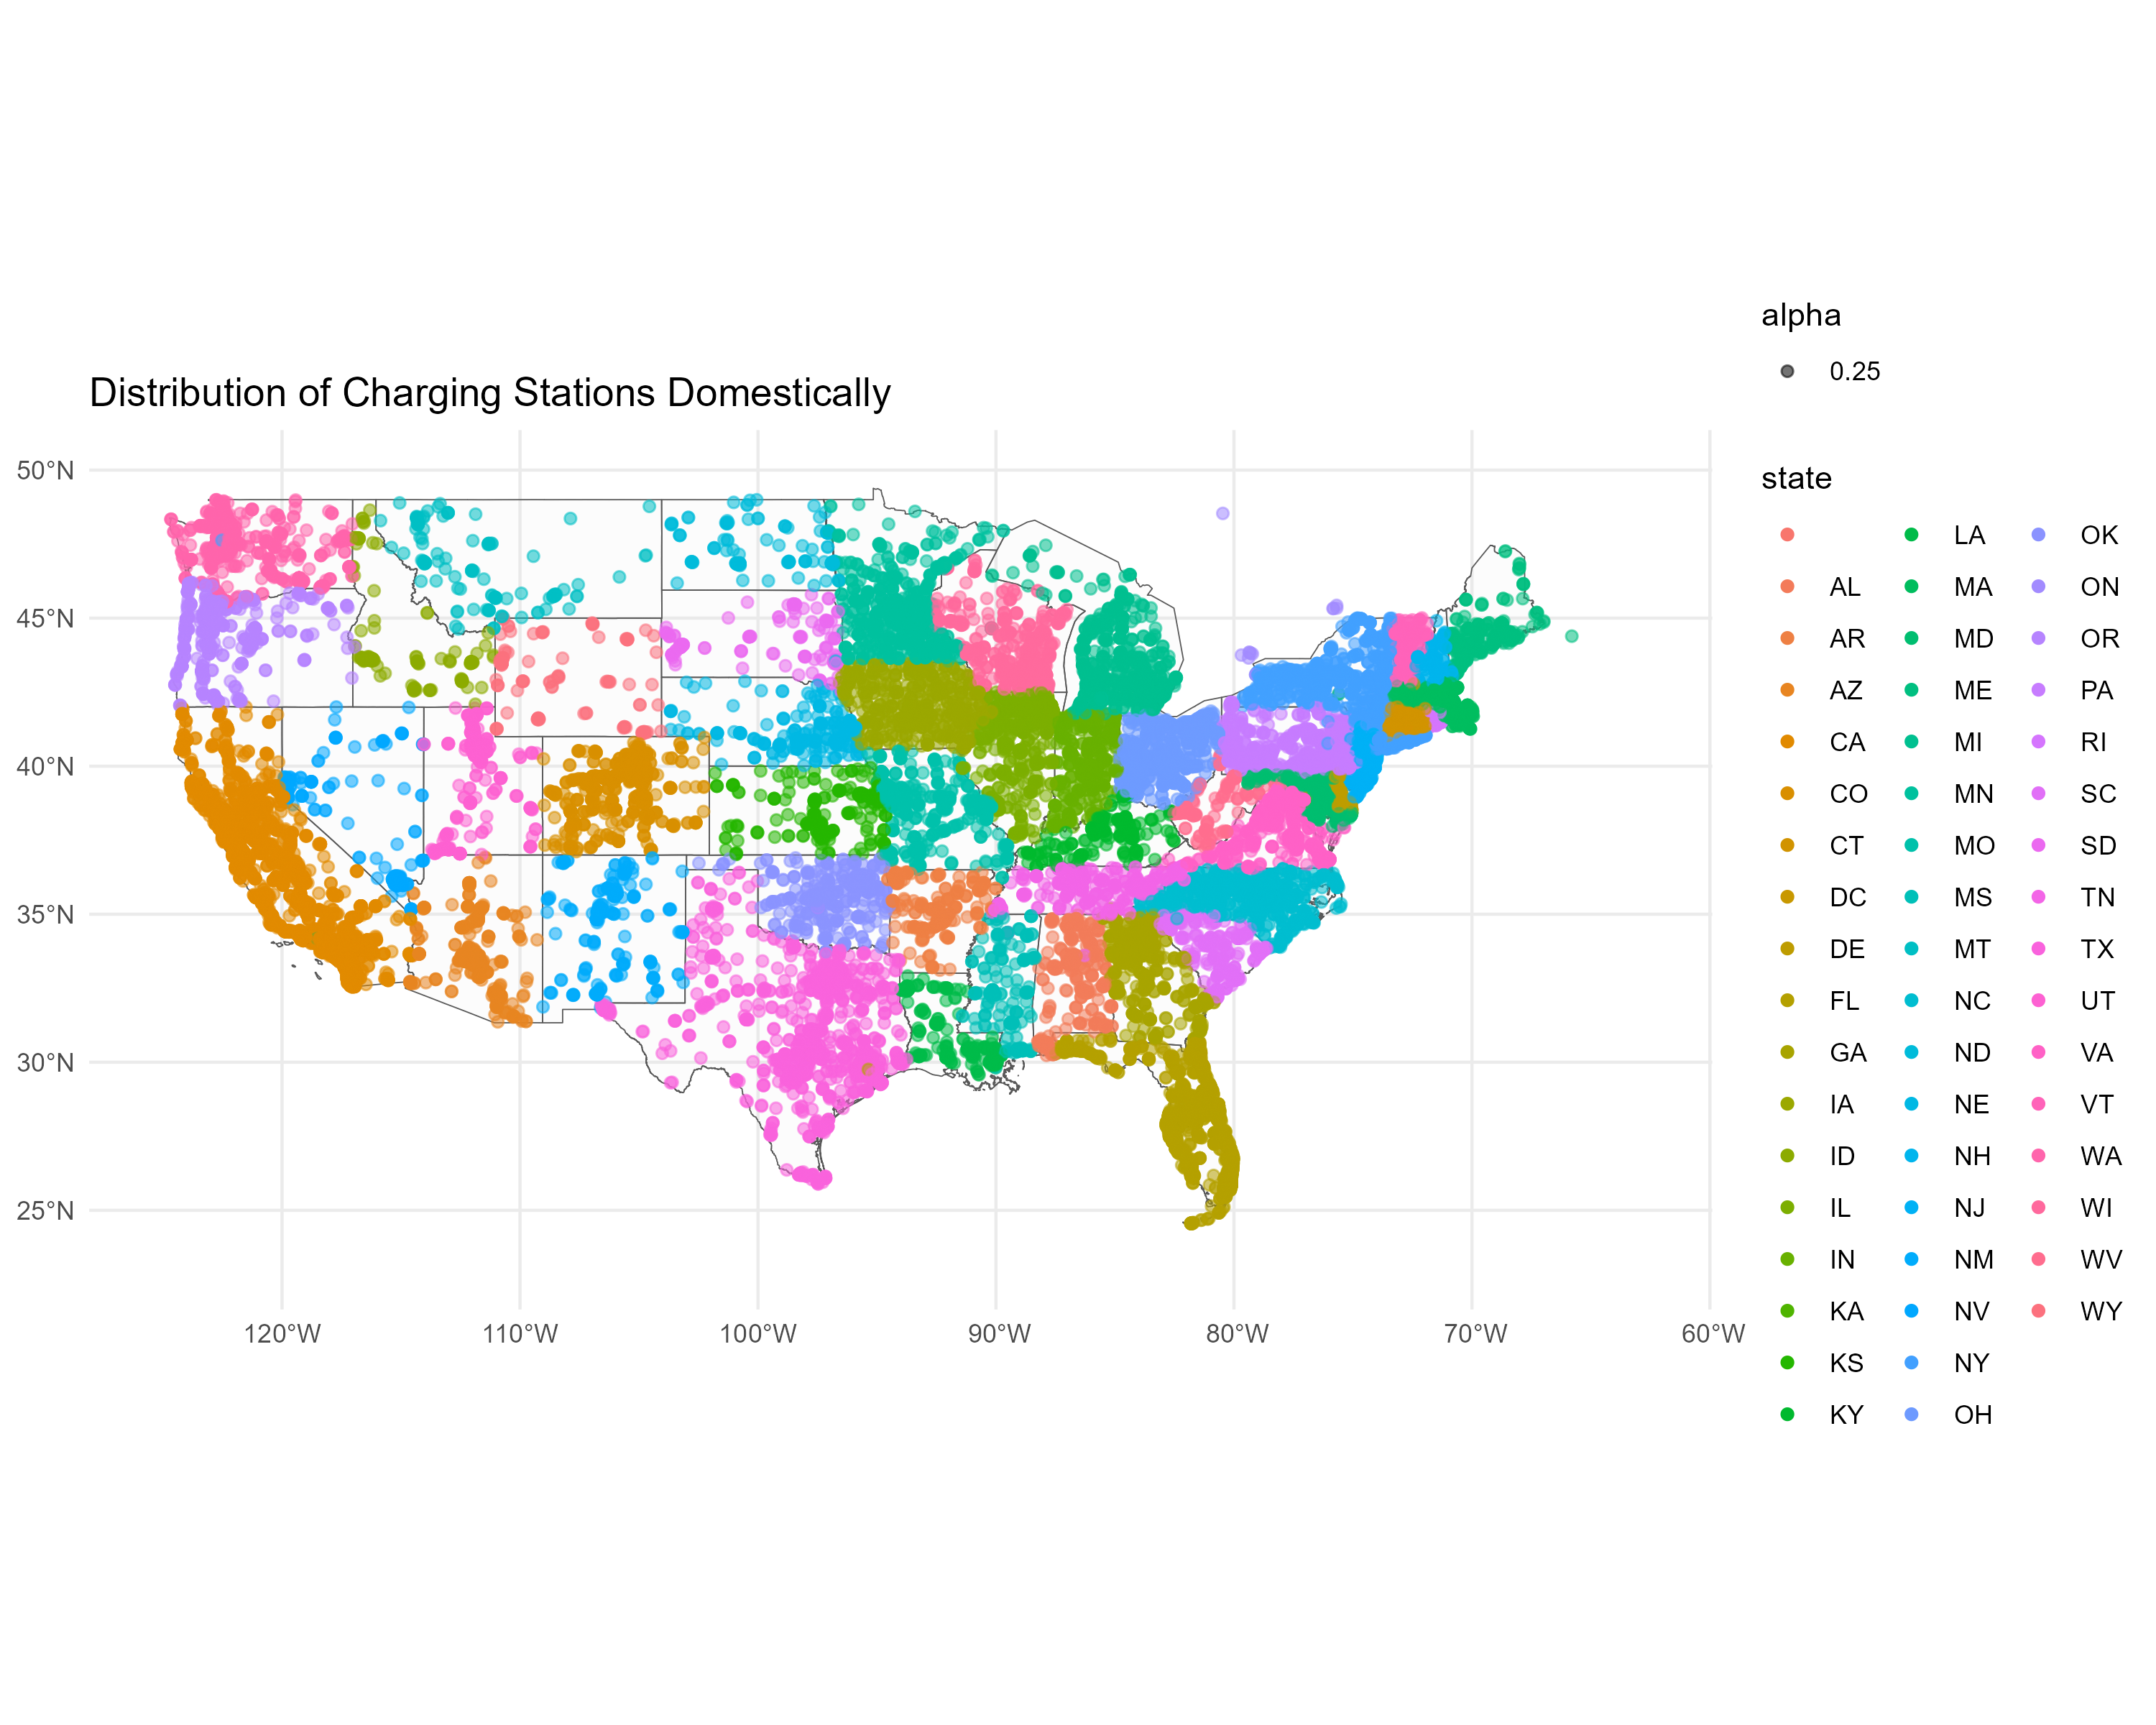 Distribution of Charging Stations Domestically
50°N
45°N
40°N
35°N
30°N
25°N
120°W
110°W
100°W
90°W
80°W
70°W
60°W
alpha
0.25
state
AL
AR
AZ
CA
CO
CT
DC
DE
FL
GA
IA
ID
IL
IN
KA
KS
KY
LA
MA
MD
ME
MI
MN
MO
MS
MT
NC
ND
NE
NH
NJ
NM
NV
NY
OH
OK
ON
OR
PA
RI
SC
SD
TN
TX
UT
VA
VT
WA
WI
WV
WY